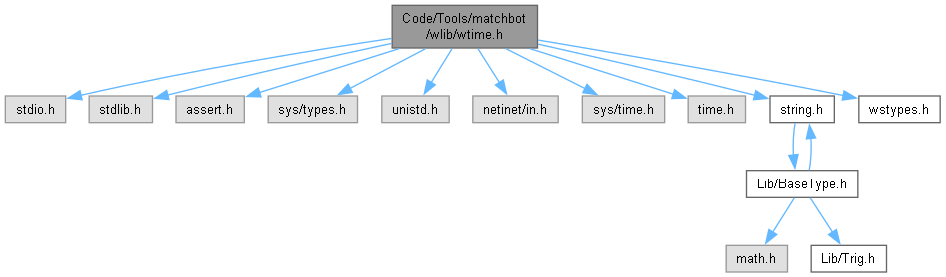 Code/Tools/matchbot
/wlib/wtime.h
stdio.h
stdlib.h
assert.h
sys/types.h
unistd.h
netinet/in.h
sys/time.h
time.h
string.h
wstypes.h
Lib/BaseType.h
math.h
Lib/Trig.h